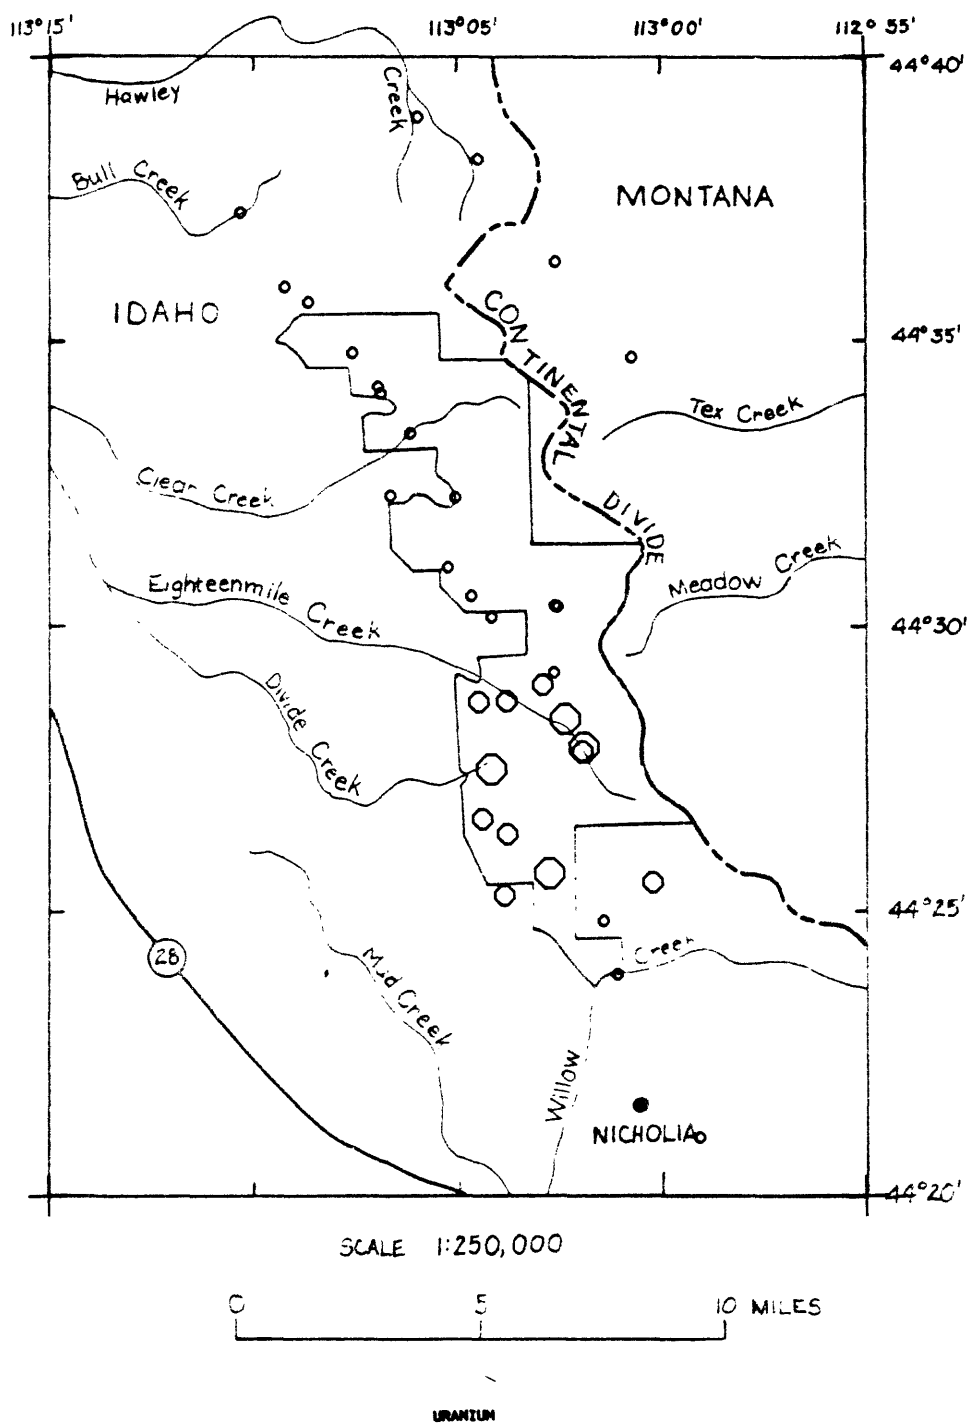 113°15' 113°05' 113°00' 112°55'
44°40'
Hawley Creek
Bull Creek
MONTANA
IDAHO
CONTINENTAL DIVIDE
44°35'
Tex Creek
Clear Creek
Meadow Creek
Eighteenmile Creek
44°30'
Divide Creek
44°25'
28
Mud Creek
Willow Creek
NICHOLIA
44°20'
SCALE 1:250,000
0 5 10 MILES
URANIUM